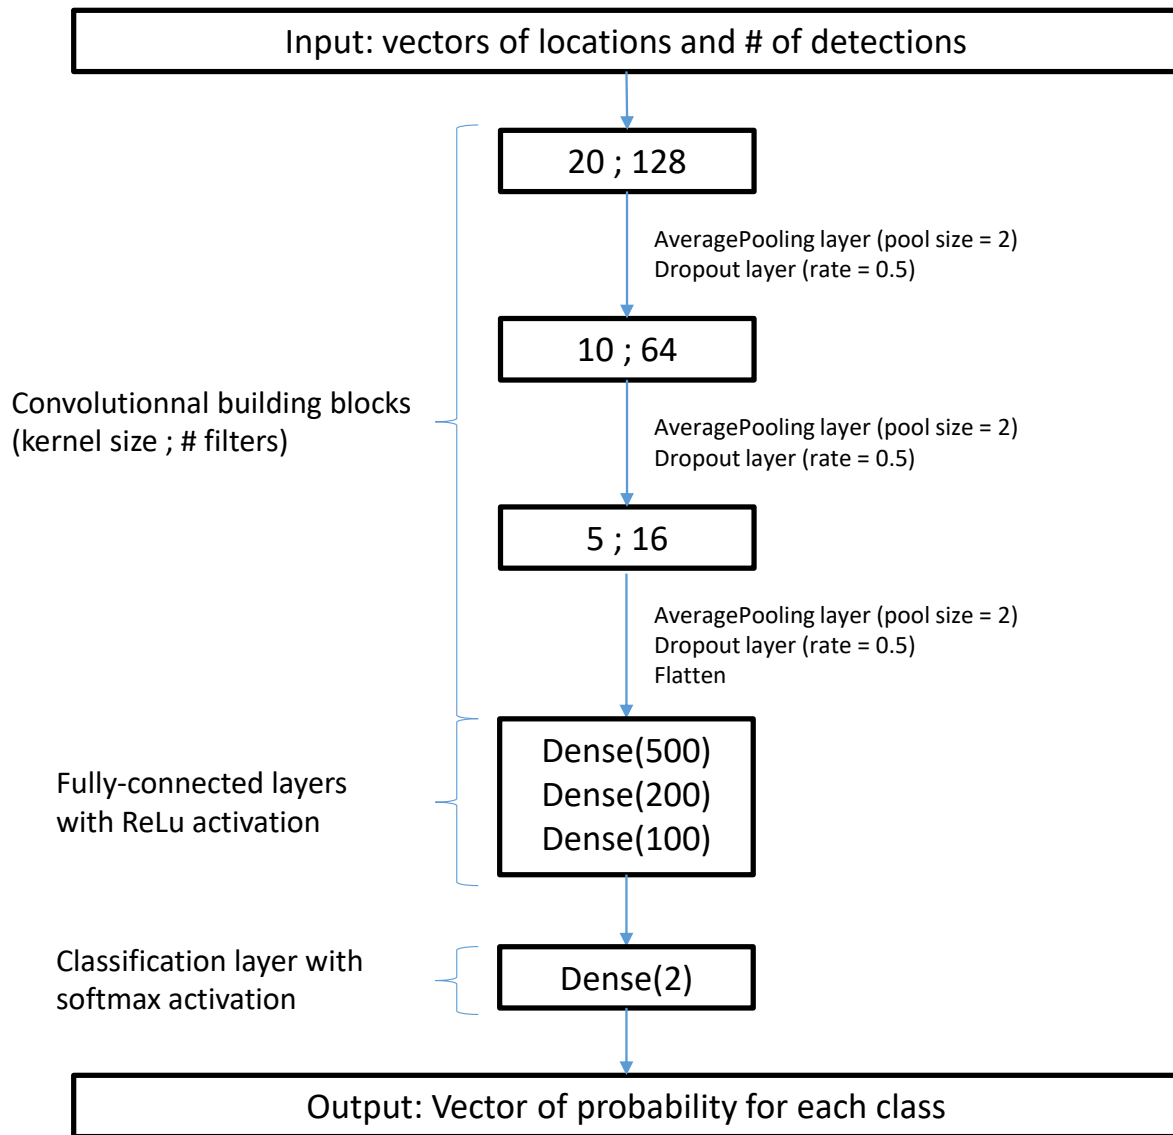 Input: vectors of locations and # of detections
20 ; 128
AveragePooling layer (pool size = 2)
Dropout layer (rate = 0.5)
10 ; 64
Convolutionnal building blocks
(kernel size ; # filters)
AveragePooling layer (pool size = 2)
Dropout layer (rate = 0.5)
5 ; 16
AveragePooling layer (pool size = 2)
Dropout layer (rate = 0.5)
Flatten
Fully-connected layers
with ReLu activation
Dense(500)
Dense(200)
Dense(100)
Classification layer with
softmax activation
Dense(2)
Output: Vector of probability for each class